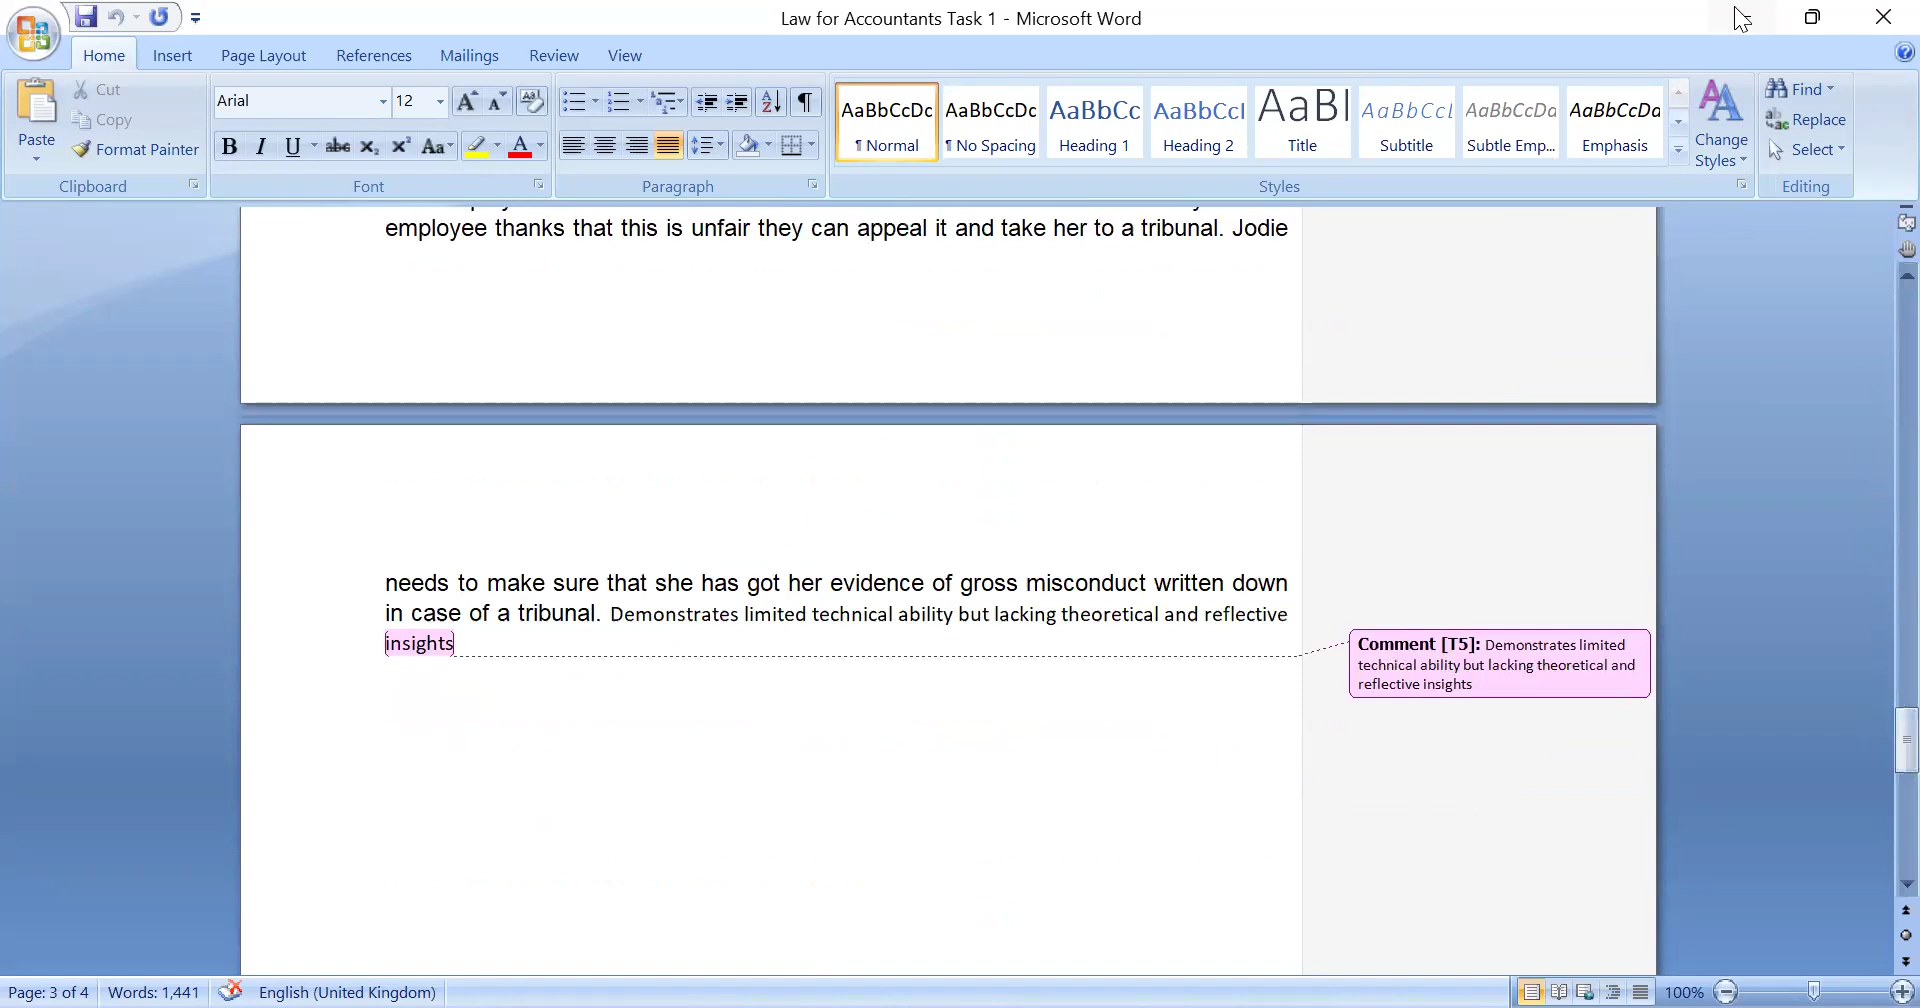 Law for Accountants Task 1 - Microsoft Word
Home Insert Page Layout References Mailings Review View
Paste
Cut
Copy
Format Painter
Clipboard
Arial 12
Font
Paragraph
AaBbCcDc AaBbCcDc AaBbCc AaBbCcI AaBI AaBbCcL AaBbCcDa AaBbCcDa
¶ Normal ¶ No Spacing Heading 1 Heading 2 Title Subtitle Subtle Emp... Emphasis
Change
Styles
Styles
Find
Replace
Select
Editing
employee thanks that this is unfair they can appeal it and take her to a tribunal. Jodie
needs to make sure that she has got her evidence of gross misconduct written down
in case of a tribunal. Demonstrates limited technical ability but lacking theoretical and reflective
insights
Comment [T5]: Demonstrates limited
technical ability but lacking theoretical and
reflective insights
Page: 3 of 4 Words: 1,441 English (United Kingdom) 100%